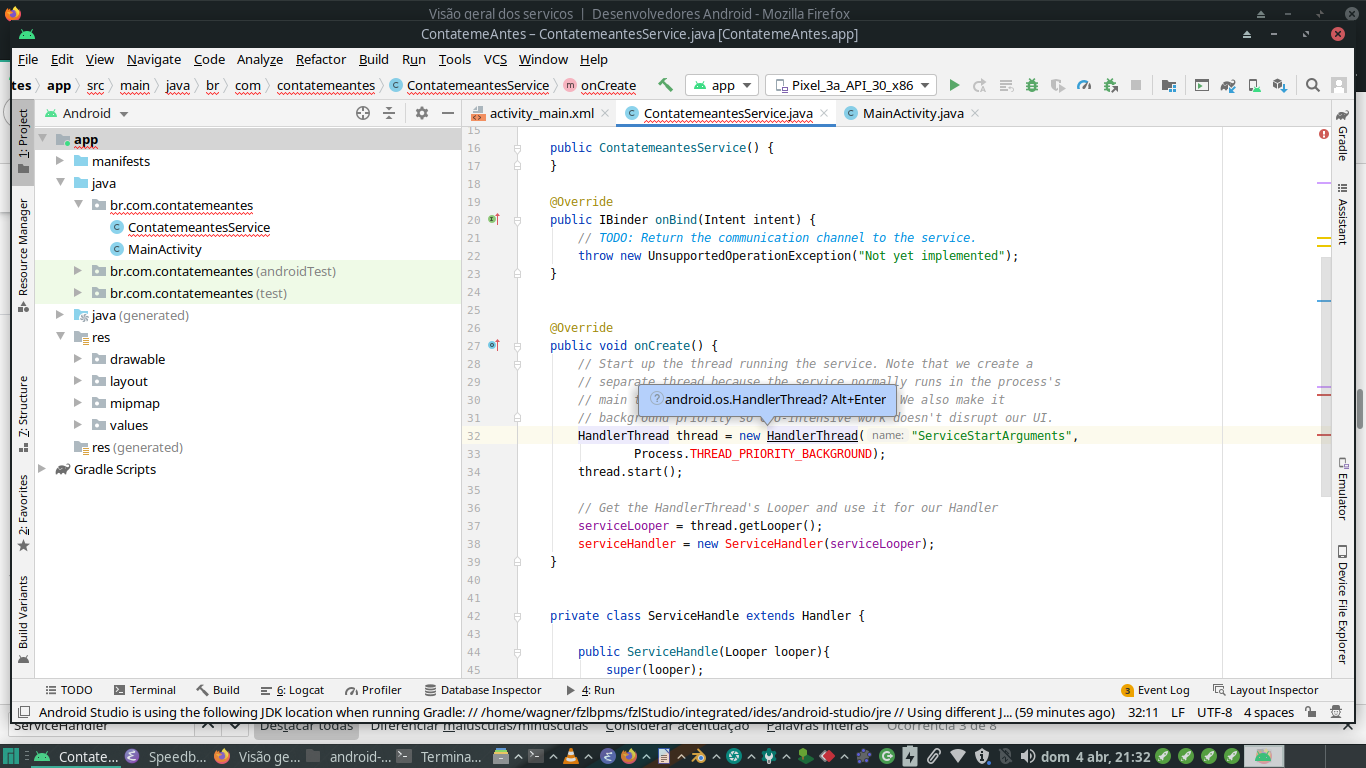 Visão geral dos servicos | Desenvolvedores Android - Mozilla Firefox
ContatemeAntes – ContatemeantesService.java [ContatemeAntes.app]
File Edit View Navigate Code Analyze Refactor Build Run Tools VCS Window Help
tes app src main java br com contatemeantes ContatemeantesService onCreate app Pixel_3a_API_30_x86
Android
activity_main.xml ContatemeantesService.java MainActivity.java
1: Project
Resource Manager
7: Structure
2: Favorites
Build Variants
app
manifests
java
br.com.contatemeantes
ContatemeantesService
MainActivity
br.com.contatemeantes (androidTest)
br.com.contatemeantes (test)
java (generated)
res
drawable
layout
mipmap
values
res (generated)
Gradle Scripts
15
16 public ContatemeantesService() {
17 }
18
19 @Override
20 public IBinder onBind(Intent intent) {
21 // TODO: Return the communication channel to the service.
22 throw new UnsupportedOperationException("Not yet implemented");
23 }
24
25
26 @Override
27 public void onCreate() {
28 // Start up the thread running the service. Note that we create a
29 // separate thread because the service normally runs in the process's
android.os.HandlerThread? Alt+Enter
30 // main We also make it
31 // background priority so intensive work doesn't disrupt our UI.
32 HandlerThread thread = new HandlerThread( name: "ServiceStartArguments",
33 Process.THREAD_PRIORITY_BACKGROUND);
34 thread.start();
35
36 // Get the HandlerThread's Looper and use it for our Handler
37 serviceLooper = thread.getLooper();
38 serviceHandler = new ServiceHandler(serviceLooper);
39 }
40
41
42 private class ServiceHandle extends Handler {
43
44 public ServiceHandle(Looper looper){
45 super(looper);
Gradle
Assistant
Emulator
Device File Explorer
TODO Terminal Build 6: Logcat Profiler Database Inspector 4: Run 3 Event Log Layout Inspector
Android Studio is using the following JDK location when running Gradle: // /home/wagner/fzlbpms/fzlStudio/integrated/ides/android-studio/jre // Using different J... (59 minutes ago) 32:11 LF UTF-8 4 spaces
ServiceHandler Destacar todas Diferenciar maiúsculas/minúsculas Considerar acentuação Palavras inteiras Ocorrência 3 de 8
Contate... Speedb... Visão ge... android-... Termina... dom 4 abr, 21:32